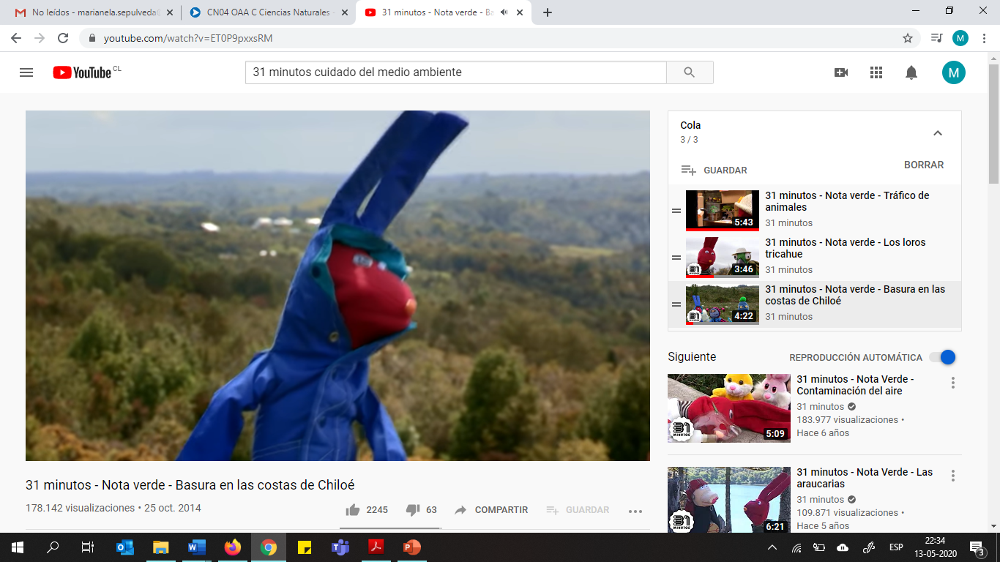 No leídos - marianela.sepulveda
CN04 OAA C Ciencias Naturales -
31 minutos - Nota verde - Ba
youtube.com/watch?v=ET0P9pxxsRM
M
YouTube CL
31 minutos cuidado del medio ambiente
M
Cola
3 / 3
GUARDAR
BORRAR
5:43
31 minutos - Nota verde - Tráfico de
animales
31 minutos
31
3:46
31 minutos - Nota verde - Los loros
tricahue
31 minutos
31
4:22
31 minutos - Nota verde - Basura en las
costas de Chiloé
31 minutos
Siguiente
REPRODUCCIÓN AUTOMÁTICA
31
MINUTOS
5:09
31 minutos - Nota Verde -
Contaminación del aire
31 minutos
183.977 visualizaciones •
Hace 6 años
31
MINUTOS
6:21
31 minutos - Nota Verde - Las
araucarias
31 minutos
109.871 visualizaciones •
Hace 5 años
31 minutos - Nota verde - Basura en las costas de Chiloé
178.142 visualizaciones • 25 oct. 2014
2245
63
COMPARTIR
GUARDAR
ESP
22:34
13-05-2020
3